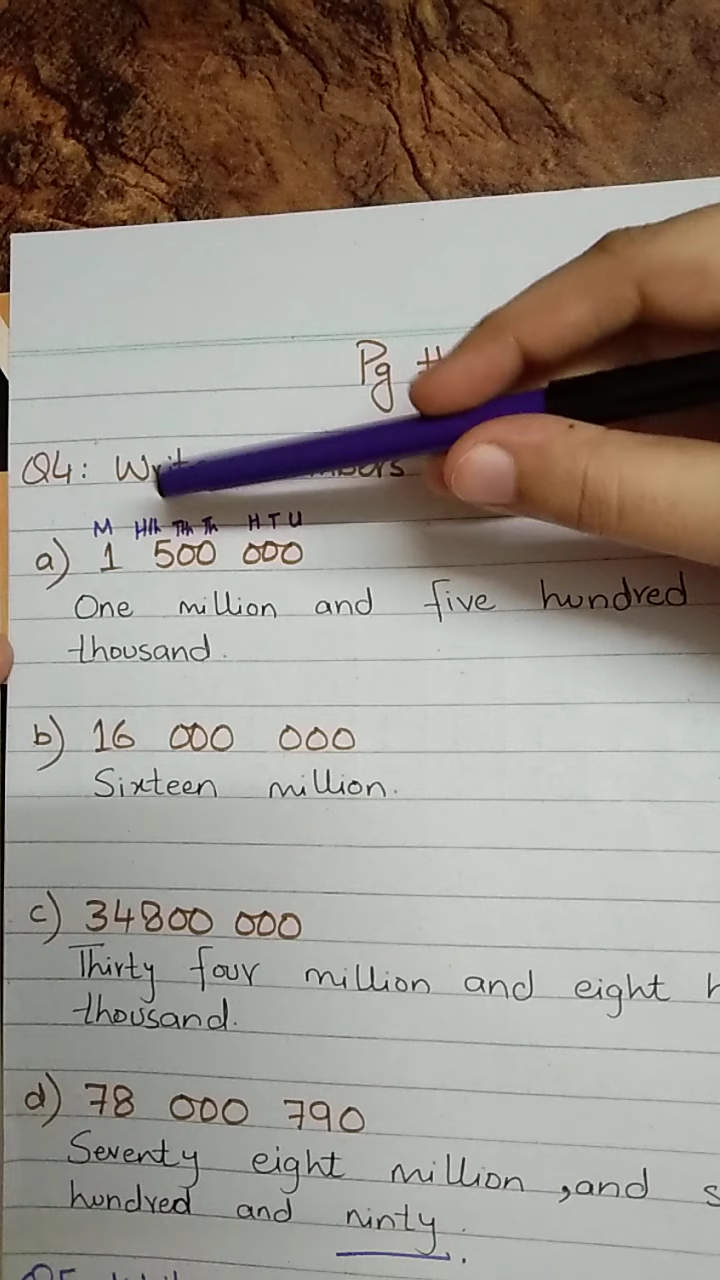 Pg
Q4:
M HTh TTh Th H T U
a) 1 500 000
One million and five hundred
thousand.
b) 16 000 000
Sixteen million.
c) 34800 000
Thirty four million and eight
thousand.
d) 78 000 790
Seventy eight million ,and
hundred and ninty.